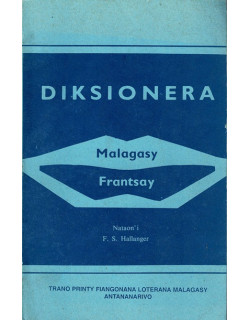 DIKSIONERA
Malagasy
Frantsay
Nataon'i
F. S. Hallanger
TRANO PRINTY FIANGONANA LOTERANA MALAGASY
ANTANANARIVO